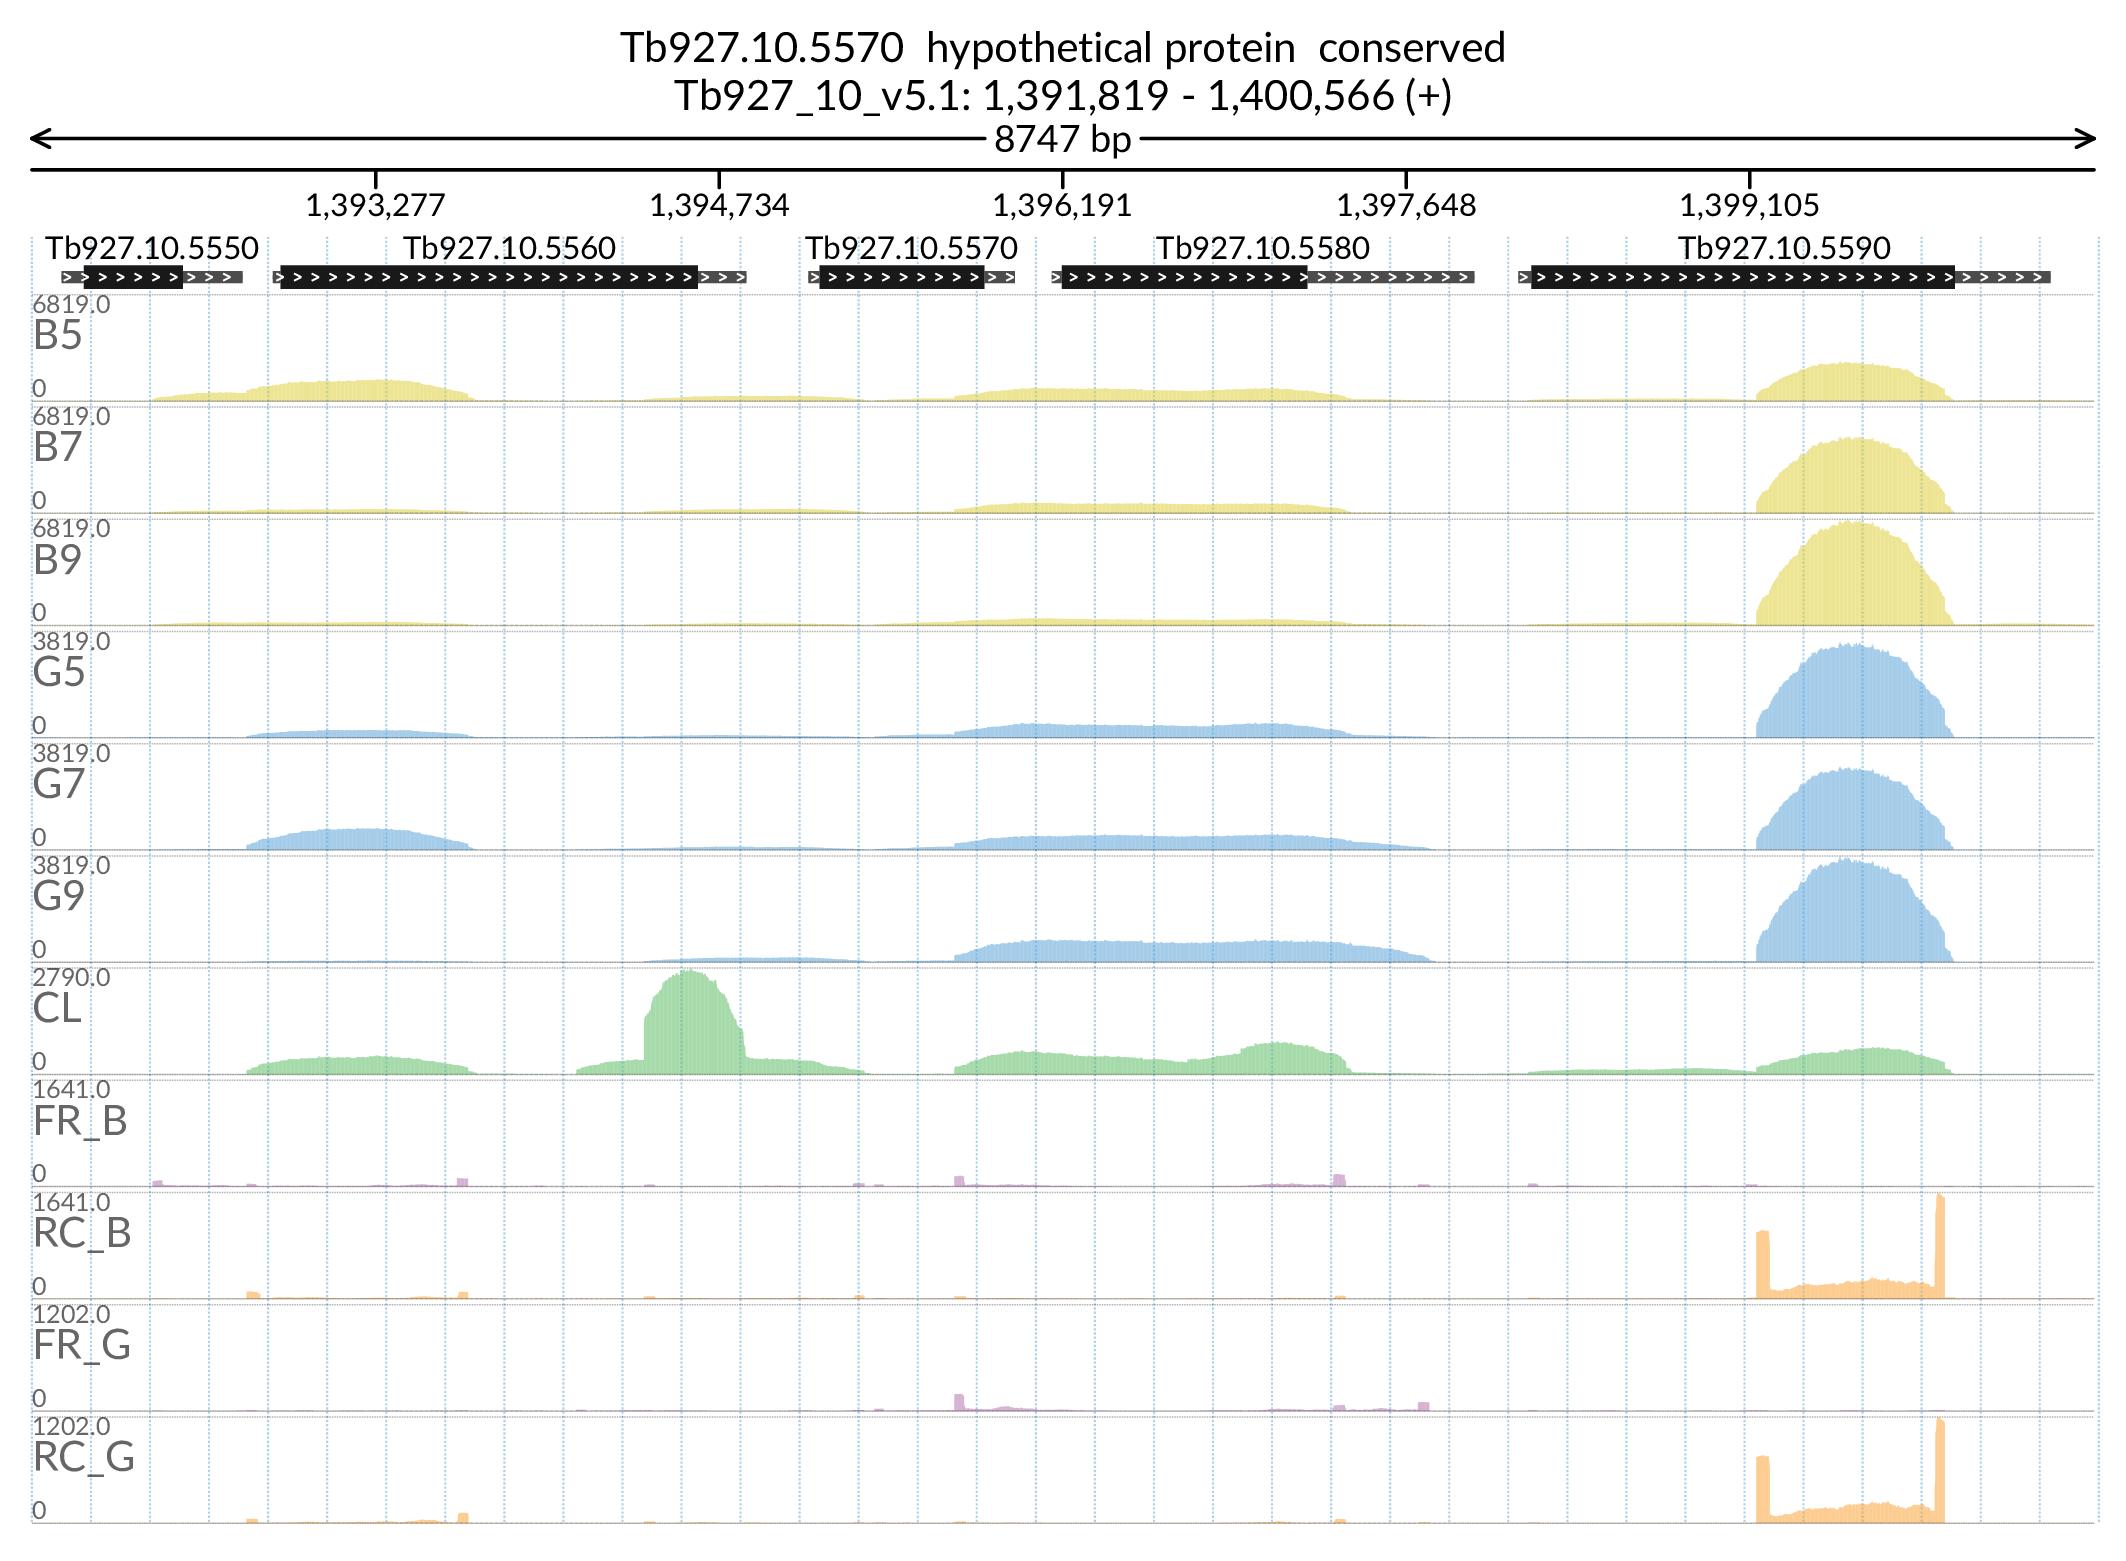 Tb927.10.5570 hypothetical protein conserved
Tb927_10_v5.1: 1,391,819 - 1,400,566 (+)
8747 bp
1,393,277 1,394,734 1,396,191 1,397,648 1,399,105
Tb927.10.5550 Tb927.10.5560 Tb927.10.5570 Tb927.10.5580 Tb927.10.5590
6819.0
B5
0
6819.0
B7
0
6819.0
B9
0
3819.0
G5
0
3819.0
G7
0
3819.0
G9
0
2790.0
CL
0
1641.0
FR_B
0
1641.0
RC_B
0
1202.0
FR_G
0
1202.0
RC_G
0